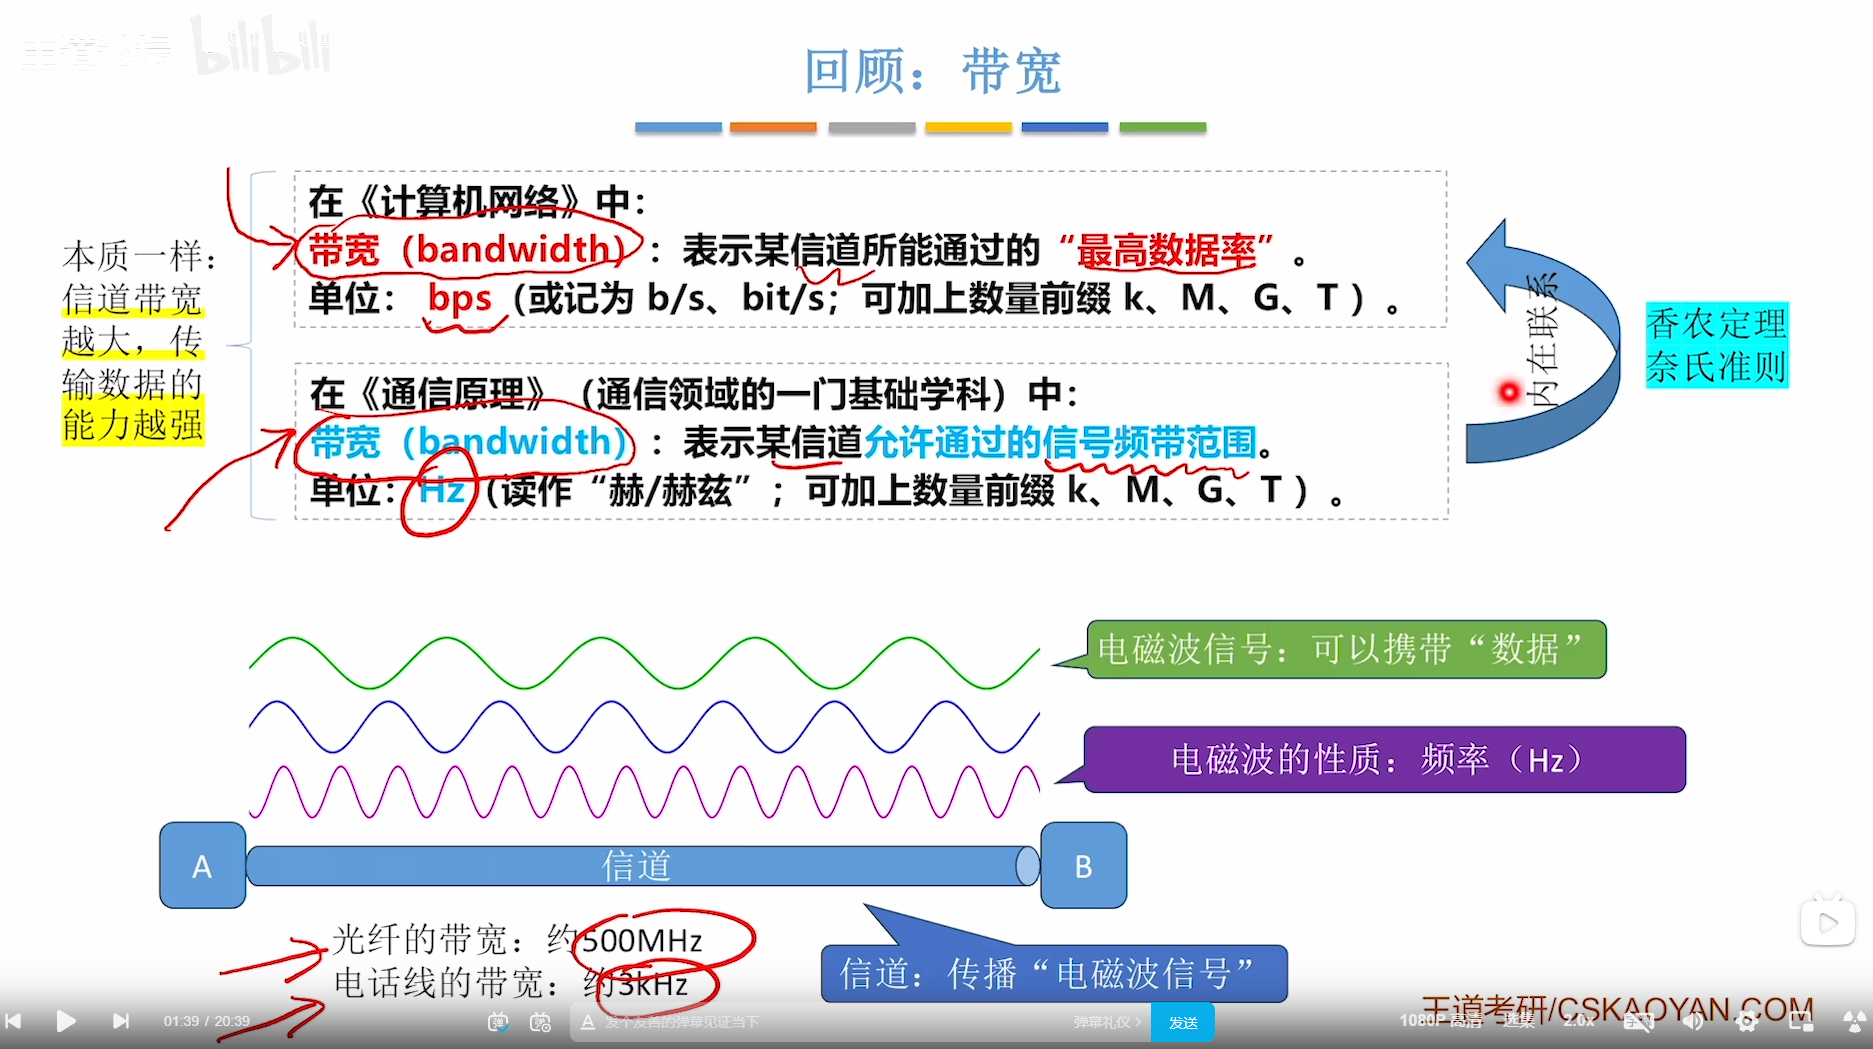 王道论坛 bilibili
回顾：带宽
在《计算机网络》中：
带宽（bandwidth）：表示某信道所能通过的“最高数据率”。
单位： bps（或记为 b/s、bit/s；可加上数量前缀 k、M、G、T ）。
本质一样：
信道带宽
越大，传
输数据的
能力越强
在《通信原理》（通信领域的一门基础学科）中：
带宽（bandwidth）：表示某信道允许通过的信号频带范围。
单位：Hz（读作“赫/赫兹”；可加上数量前缀 k、M、G、T ）。
内在联系
香农定理
奈氏准则
电磁波信号：可以携带“数据”
电磁波的性质：频率（Hz）
A
信道
B
光纤的带宽：约500MHz
电话线的带宽：约3kHz
信道：传播“电磁波信号”
王道考研/CSKAOYAN.COM
01:39 / 20:39
发个友善的弹幕见证当下
弹幕礼仪
发送
1080P 高清
选集
2.0x